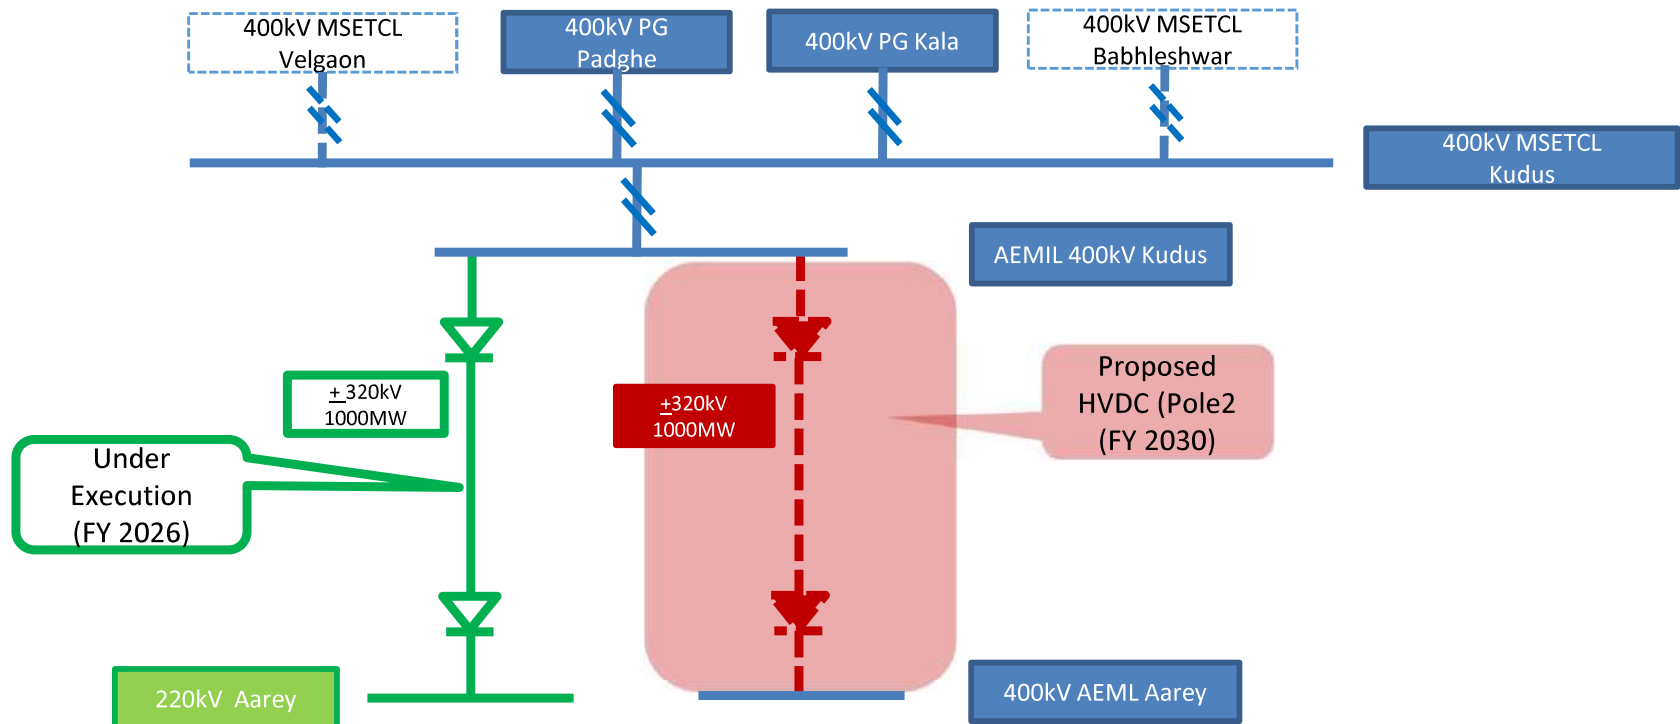 400kV MSETCL
Velgaon
400kV PG
Padghe
400kV PG Kala
400kV MSETCL
Babhleshwar
400kV MSETCL
Kudus
AEMIL 400kV Kudus
+320kV
1000MW
+320kV
1000MW
Proposed
HVDC (Pole2
(FY 2030)
Under
Execution
(FY 2026)
220kV Aarey
400kV AEML Aarey